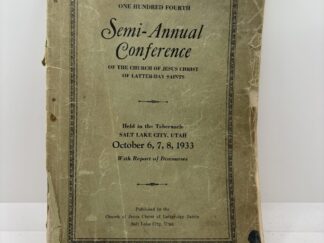 ONE HUNDRED FOURTH
Semi-Annual
Conference
OF THE CHURCH OF JESUS CHRIST
OF LATTER-DAY SAINTS
Held in the Tabernacle
SALT LAKE CITY, UTAH
October 6, 7, 8, 1933
With Report of Discourses
Published by the
Church of Jesus Christ of Latter-day Saints
Salt Lake City, Utah